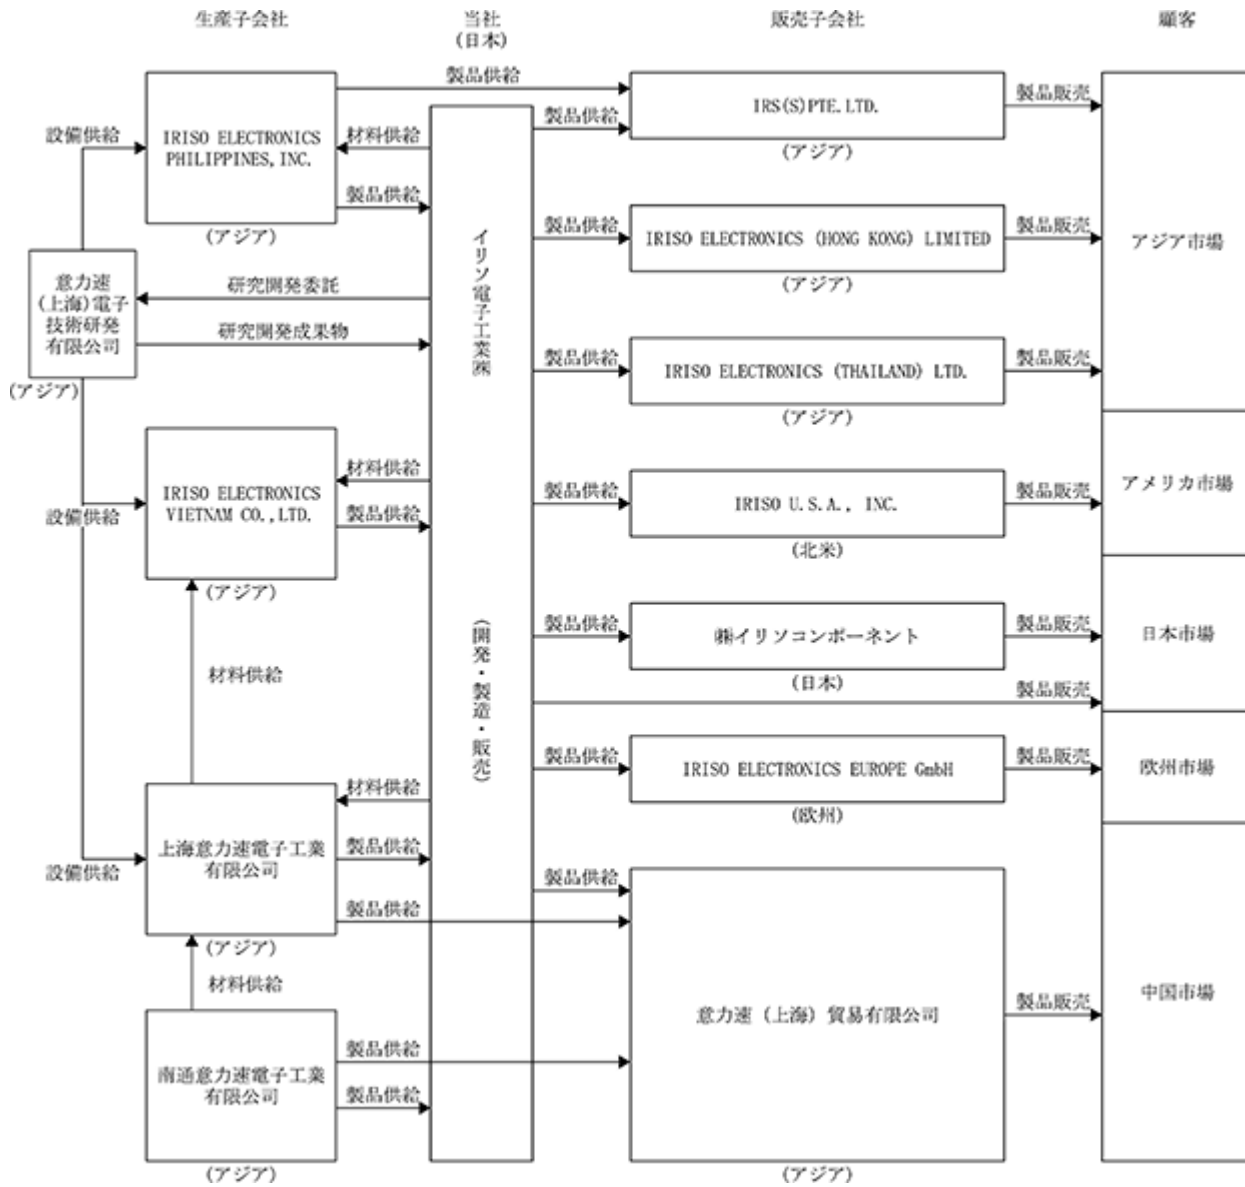 生産子会社
当社
(日本)
販売子会社
顧客
製品供給
設備供給
IRISO ELECTRONICS
PHILIPPINES,INC.
(アジア)
材料供給
製品供給
製品供給
IRS(S)PTE.LTD.
(アジア)
製品販売
製品供給
IRISO ELECTRONICS (HONG KONG) LIMITED
(アジア)
製品販売
アジア市場
意力速
(上海)電子
技術研発
有限公司
(アジア)
研究開発委託
研究開発成果物
イリソ電子工業㈱
(開発・製造・販売)
製品供給
IRISO ELECTRONICS (THAILAND) LTD.
(アジア)
製品販売
設備供給
IRISO ELECTRONICS
VIETNAM CO.,LTD.
(アジア)
材料供給
製品供給
製品供給
IRISO U.S.A., INC.
(北米)
製品販売
アメリカ市場
材料供給
製品供給
㈱イリソコンポーネント
(日本)
製品販売
日本市場
製品販売
製品供給
IRISO ELECTRONICS EUROPE GmbH
(欧州)
製品販売
欧州市場
設備供給
上海意力速電子工業
有限公司
(アジア)
材料供給
製品供給
製品供給
製品供給
材料供給
南通意力速電子工業
有限公司
(アジア)
製品供給
製品供給
意力速（上海）貿易有限公司
(アジア)
製品販売
中国市場